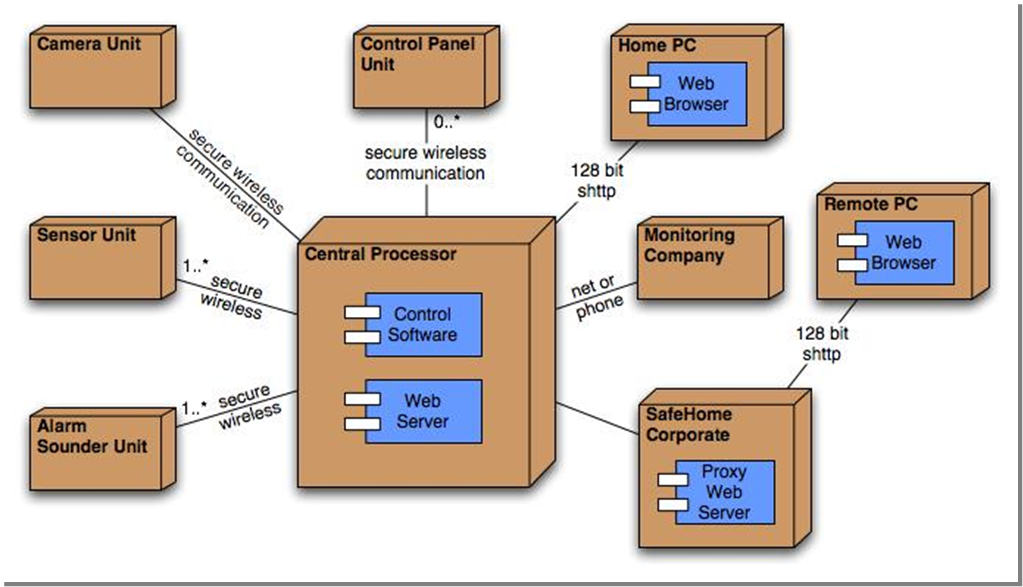 Camera Unit
secure wireless
communication
Control Panel
Unit
0..*
secure wireless
communication
Home PC
Web
Browser
128 bit
shttp
Remote PC
Web
Browser
128 bit
shttp
Sensor Unit
1..* secure
wireless
Central Processor
Control
Software
Web
Server
Monitoring
Company
net or
phone
Alarm
Sounder Unit
1..* secure
wireless
SafeHome
Corporate
Proxy
Web
Server